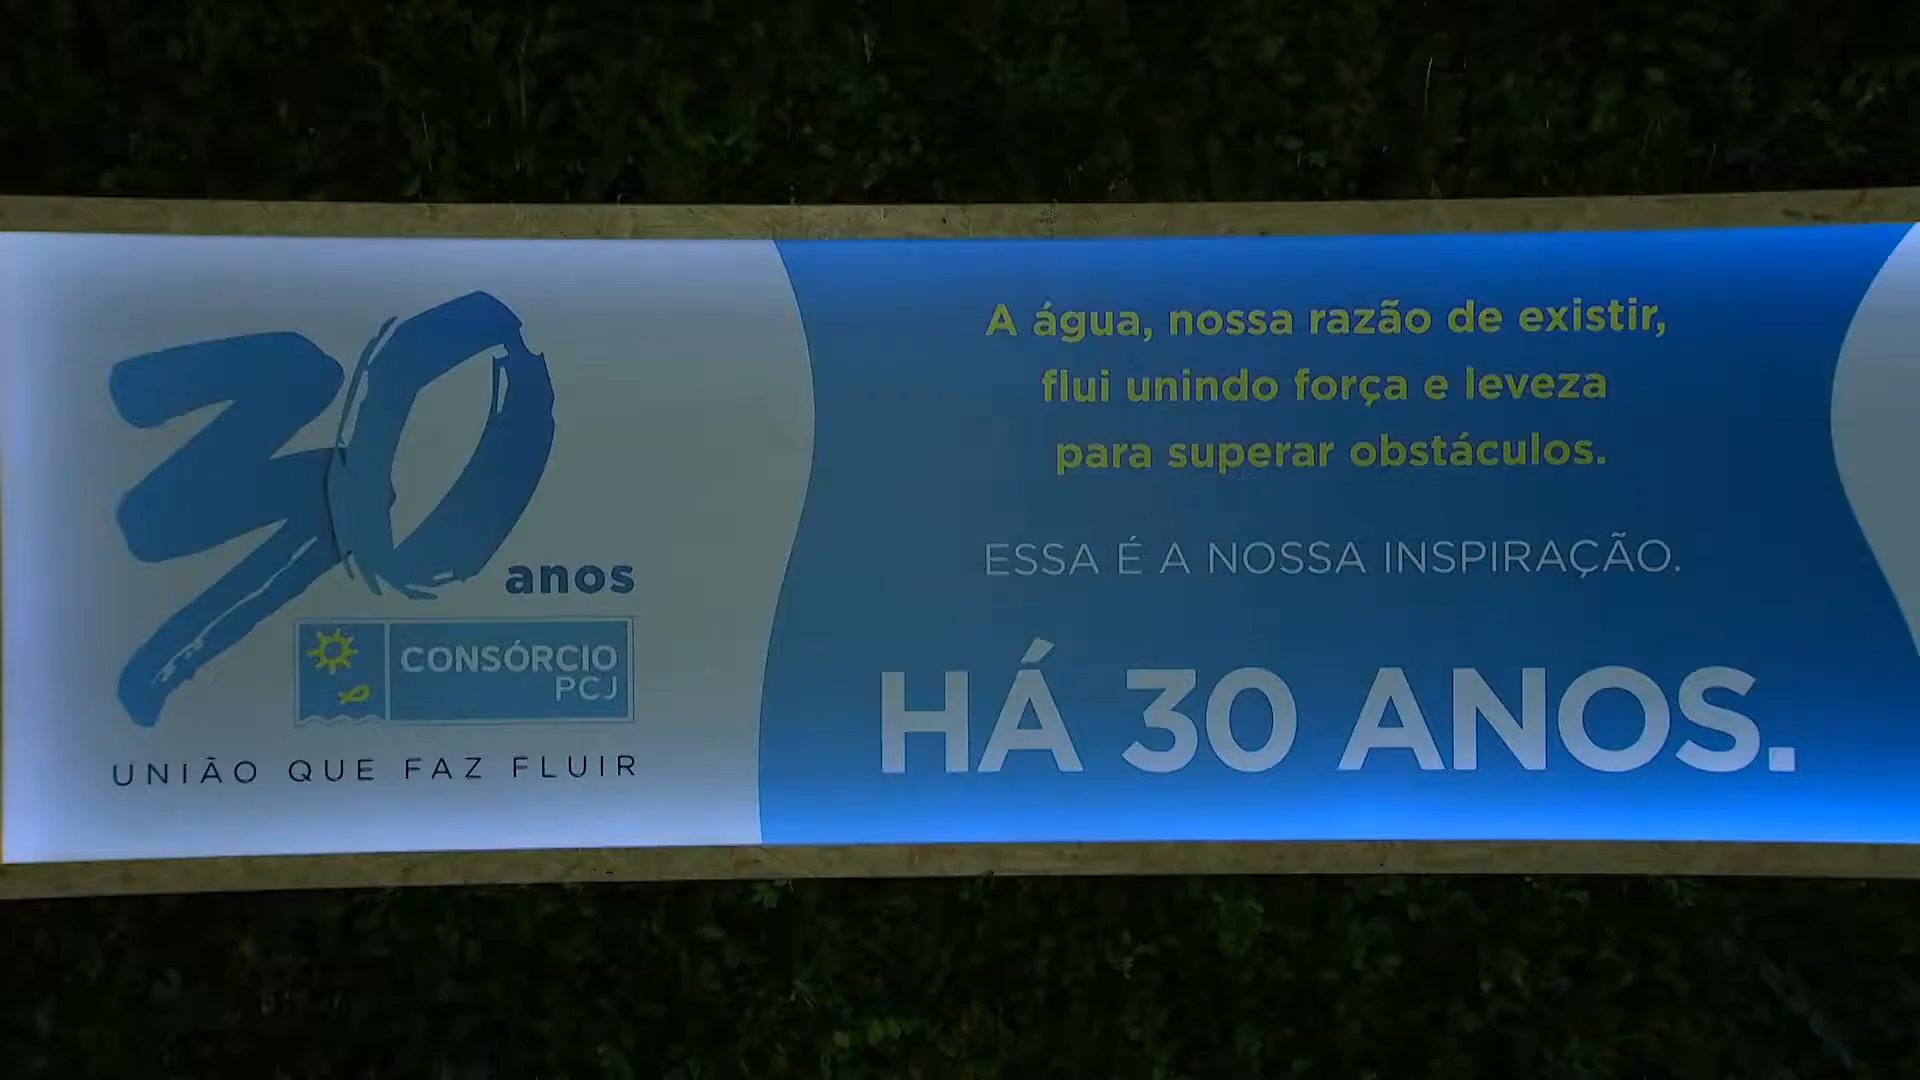 30
anos
CONSÓRCIO
PCJ
UNIÃO QUE FAZ FLUIR
A água, nossa razão de existir,
flui unindo força e leveza
para superar obstáculos.
ESSA É A NOSSA INSPIRAÇÃO.
HÁ 30 ANOS.